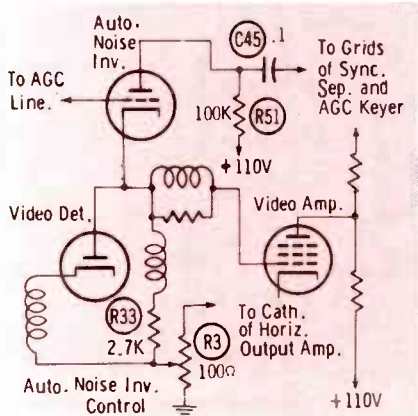 Auto.
Noise
Inv.
C45 .1
To Grids
of Sync.
Sep. and
AGC Keyer
To AGC
Line.
100K
R51
+110V
Video Det.
Video Amp.
R33
2.7K
To Cath.
of Horiz.
Output Amp.
R3
100Ω
Auto. Noise Inv.
Control
+110V